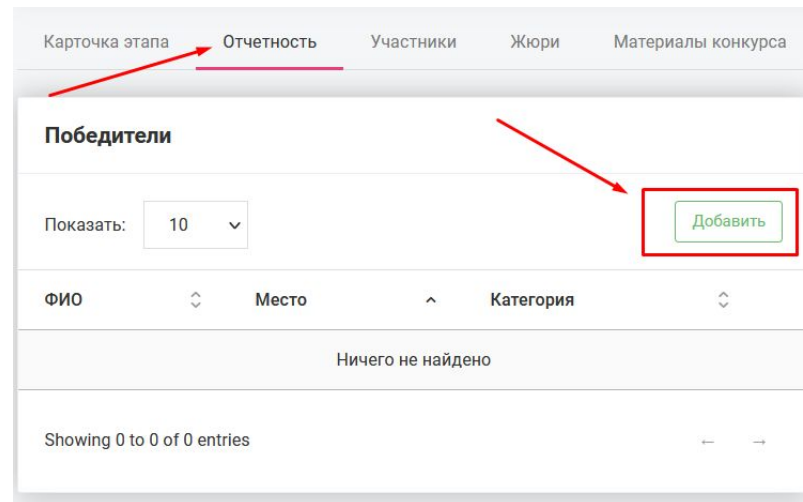 Карточка этапа Отчетность Участники Жюри Материалы конкурса
Победители
Показать: 10 Добавить
ФИО Место Категория
Ничего не найдено
Showing 0 to 0 of 0 entries ← →